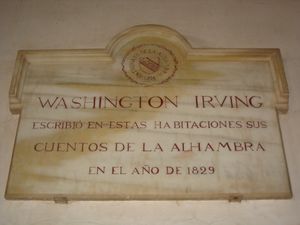 WASHINGTON IRVING
ESCRIBIÓ EN ESTAS HABITACIONES SUS
CUENTOS DE LA ALHAMBRA
EN EL AÑO DE 1829